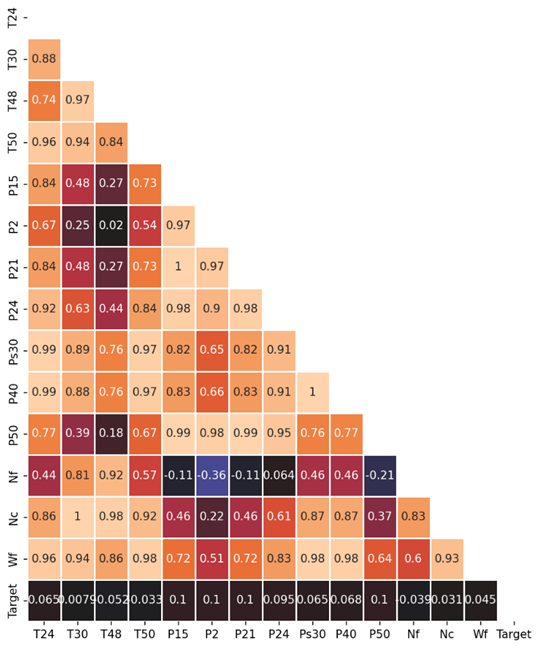 T24
T30 0.88
T48 0.74 0.97
T50 0.96 0.94 0.84
P15 0.84 0.48 0.27 0.73
P2 0.67 0.25 0.02 0.54 0.97
P21 0.84 0.48 0.27 0.73 1 0.97
P24 0.92 0.63 0.44 0.84 0.98 0.9 0.98
Ps30 0.99 0.89 0.76 0.97 0.82 0.65 0.82 0.91
P40 0.99 0.88 0.76 0.97 0.83 0.66 0.83 0.91 1
P50 0.77 0.39 0.18 0.67 0.99 0.98 0.99 0.95 0.76 0.77
Nf 0.44 0.81 0.92 0.57 -0.11 -0.36 -0.11 0.064 0.46 0.46 -0.21
Nc 0.86 1 0.98 0.92 0.46 0.22 0.46 0.61 0.87 0.87 0.37 0.83
Wf 0.96 0.94 0.86 0.98 0.72 0.51 0.72 0.83 0.98 0.98 0.64 0.6 0.93
Target -0.065 0.0079 -0.052 0.033 0.1 0.1 0.1 0.095 0.065 0.068 0.1 -0.039 0.031 0.045
T24 T30 T48 T50 P15 P2 P21 P24 Ps30 P40 P50 Nf Nc Wf Target